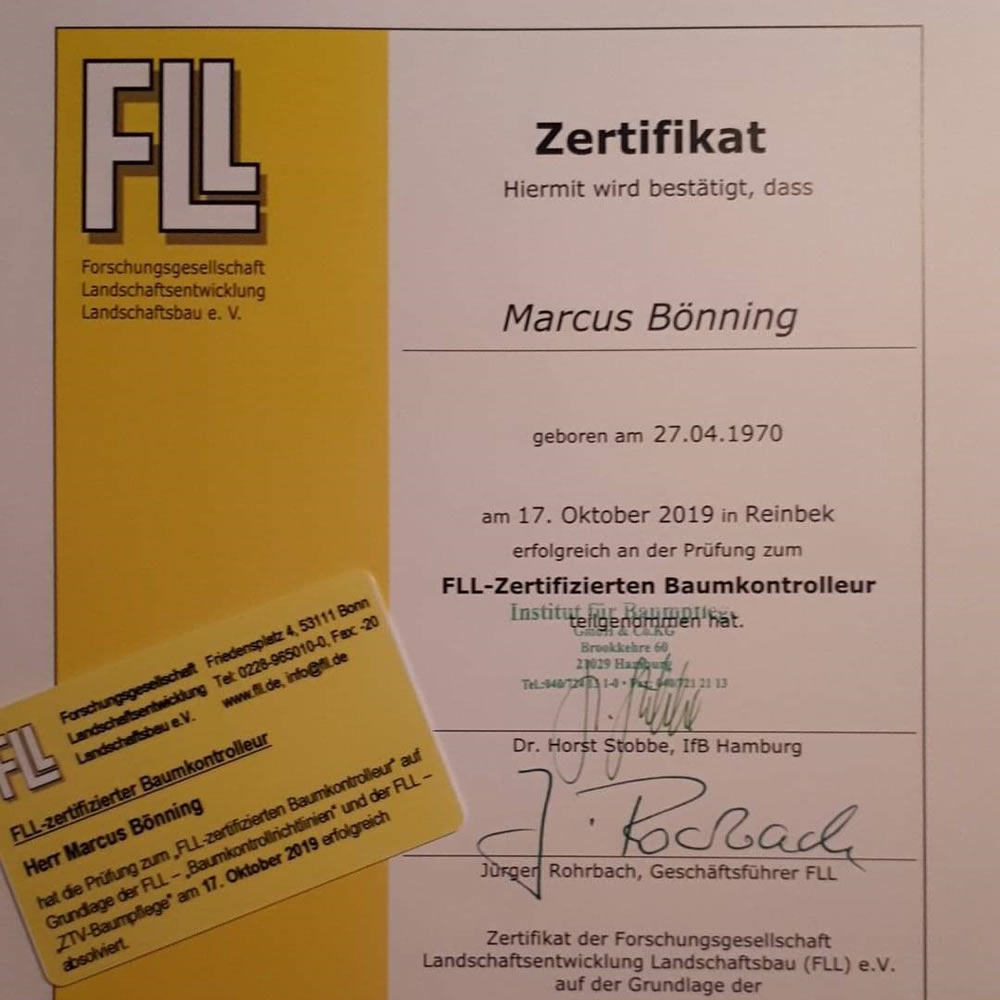 FLL
Forschungsgesellschaft
Landschaftsentwicklung
Landschaftsbau e. V.
Zertifikat
Hiermit wird bestätigt, dass
Marcus Bönning
geboren am 27.04.1970
am 17. Oktober 2019 in Reinbek
erfolgreich an der Prüfung zum
FLL-Zertifizierten Baumkontrolleur
teilgenommen hat.
Institut für Baumpflege
GmbH & Co.KG
Brookkehre 60
21029 Hamburg
Dr. Horst Stobbe, IfB Hamburg
J. Rohrbach
Jürgen Rohrbach, Geschäftsführer FLL
Zertifikat der Forschungsgesellschaft
Landschaftsentwicklung Landschaftsbau (FLL) e.V.
auf der Grundlage der
FLL
Forschungsgesellschaft Friedensplatz 4, 53111 Bonn
Landschaftsentwicklung Tel: 0228-965010-0, Fax: -20
Landschaftsbau e.V. www.fll.de, info@fll.de
FLL-zertifizierter Baumkontrolleur
Herr Marcus Bönning
hat die Prüfung zum „FLL-zertifizierten Baumkontrolleur" auf
Grundlage der FLL – „Baumkontrollrichtlinien" und der FLL –
„ZTV-Baumpflege" am 17. Oktober 2019 erfolgreich
absolviert.